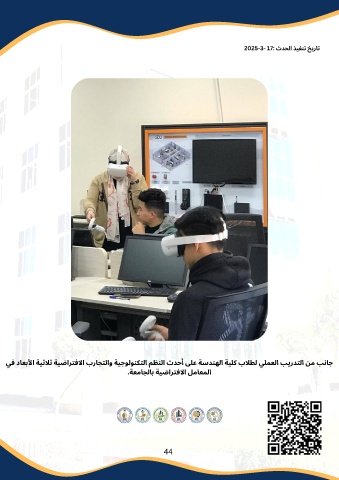 تاريخ تنفيذ الحدث :17 -3-2025
جانب من التدريب العملي لطلاب كلية الهندسة على أحدث النظم التكنولوجية والتجارب الافتراضية ثلاثية الأبعاد في
المعامل الافتراضية بالجامعة.
44